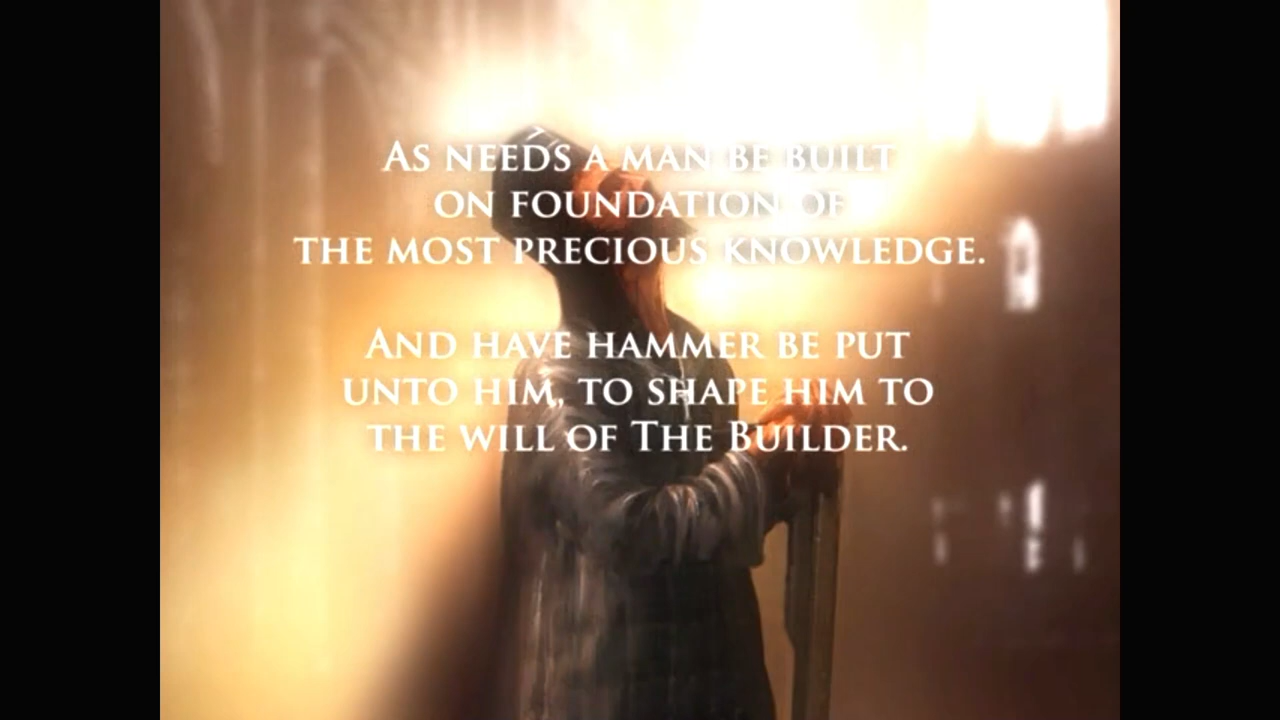 As needs a man be built
on foundation of
the most precious knowledge.
And have hammer be put
unto him, to shape him to
the will of The Builder.